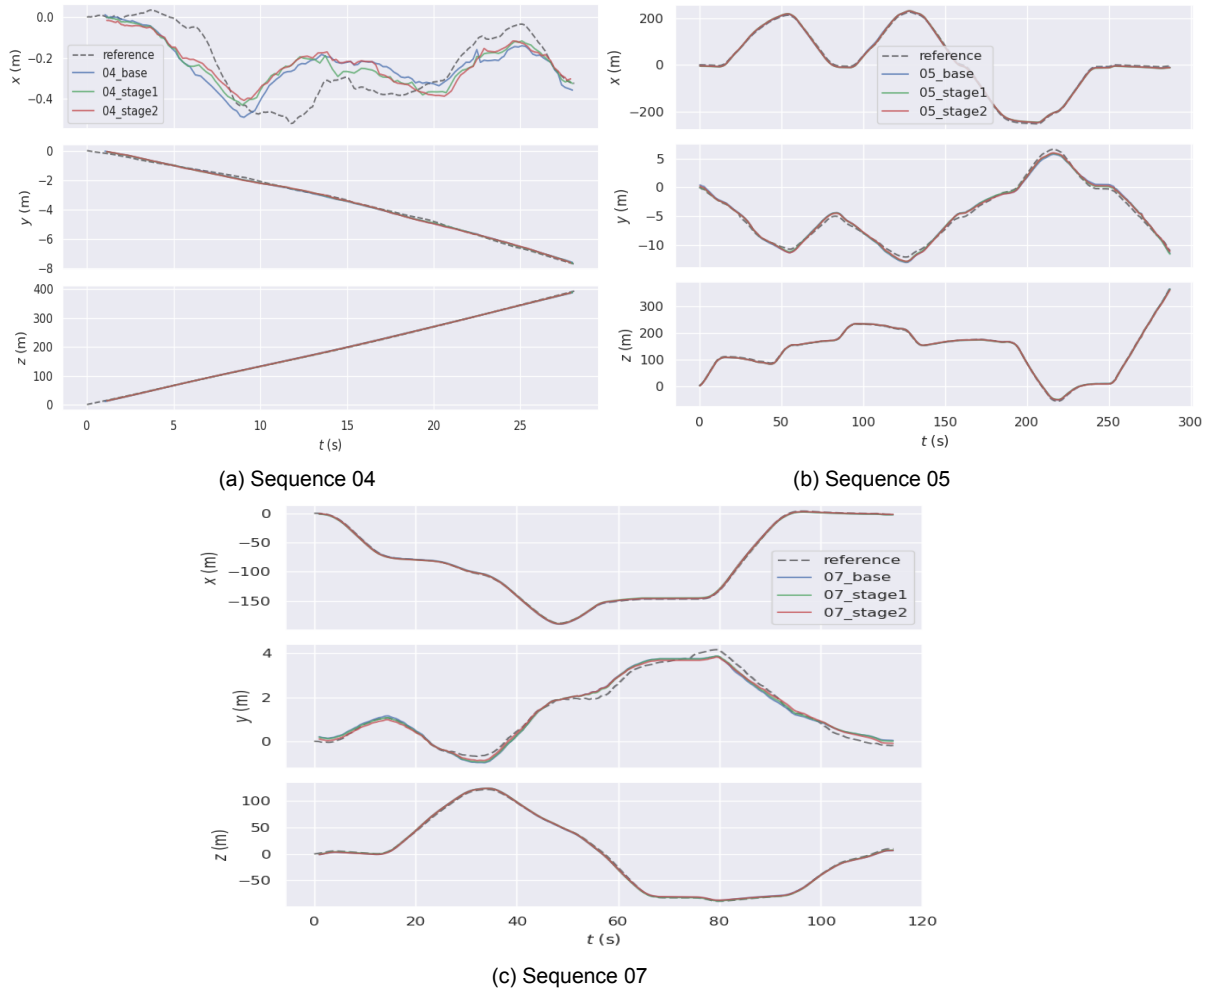 0.0
−0.2
−0.4
x (m)
reference
04_base
04_stage1
04_stage2
0
−2
−4
−6
−8
y (m)
400
300
200
100
0
z (m)
0 5 10 15 20 25
t (s)
(a) Sequence 04
200
0
−200
x (m)
reference
05_base
05_stage1
05_stage2
5
0
−5
−10
y (m)
300
200
100
0
z (m)
0 50 100 150 200 250 300
t (s)
(b) Sequence 05
0
−50
−100
−150
x (m)
reference
07_base
07_stage1
07_stage2
4
2
0
y (m)
100
50
0
−50
z (m)
0 20 40 60 80 100 120
t (s)
(c) Sequence 07